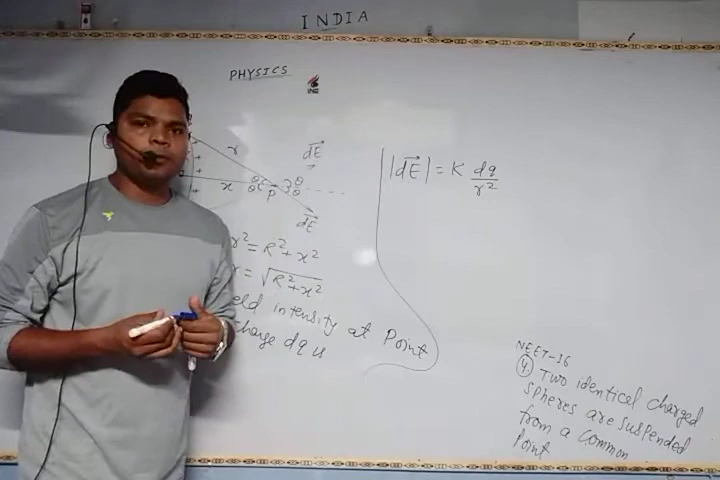 INDIA
PHYSICS
r
dE
x
P
dE
r² = R² + x²
r = √R² + x²
eld intensity at Point
charge dq is
|dE| = K dq/r²
NEET-16
(4) Two identical charged
spheres are suspended
from a common
Point